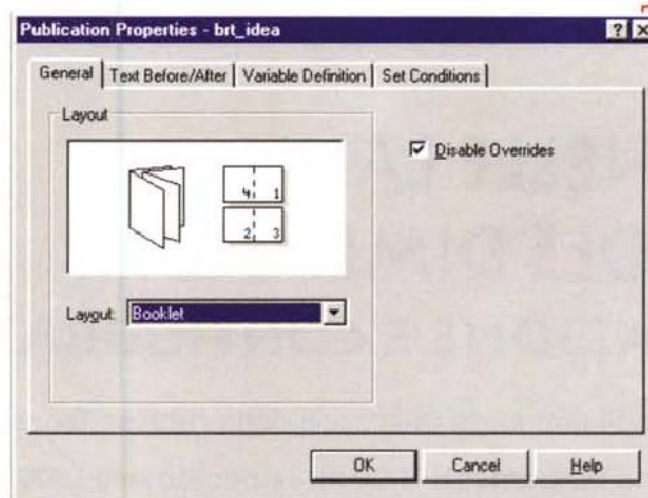 Publication Properties - brt_idea
General Text Before/After Variable Definition Set Conditions
Layout
4 1
2 3
Disable Overrides
Layout: Booklet
OK Cancel Help